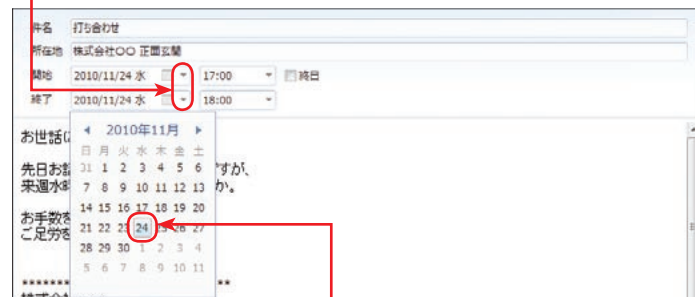 件名 打ち合わせ
所在地 株式会社○○ 正面玄関
開始 2010/11/24 水 17:00 終日
終了 2010/11/24 水 18:00
2010年11月
日 月 火 水 木 金 土
31 1 2 3 4 5 6
7 8 9 10 11 12 13
14 15 16 17 18 19 20
21 22 23 24 25 26 27
28 29 30 1 2 3 4
5 6 7 8 9 10 11
お世話に
先日お話 すが、
来週水曜 か。
お手数を
ご足労を
******* **
株式会社